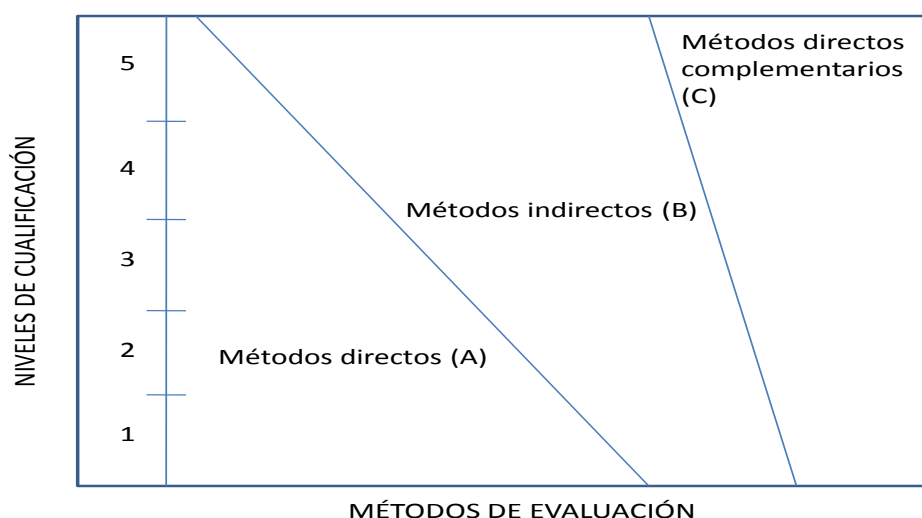 NIVELES DE CUALIFICACIÓN
5
4
3
2
1
Métodos directos
complementarios
(C)
Métodos indirectos (B)
Métodos directos (A)
MÉTODOS DE EVALUACIÓN